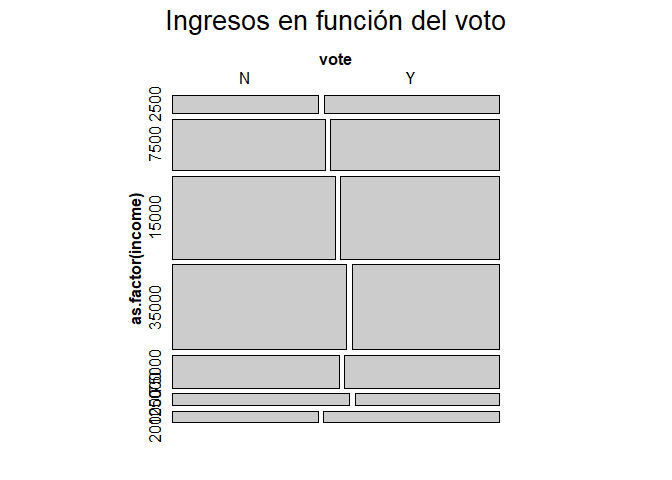 Ingresos en función del voto
vote
N Y
as.factor(income)
2500
7500
15000
35000